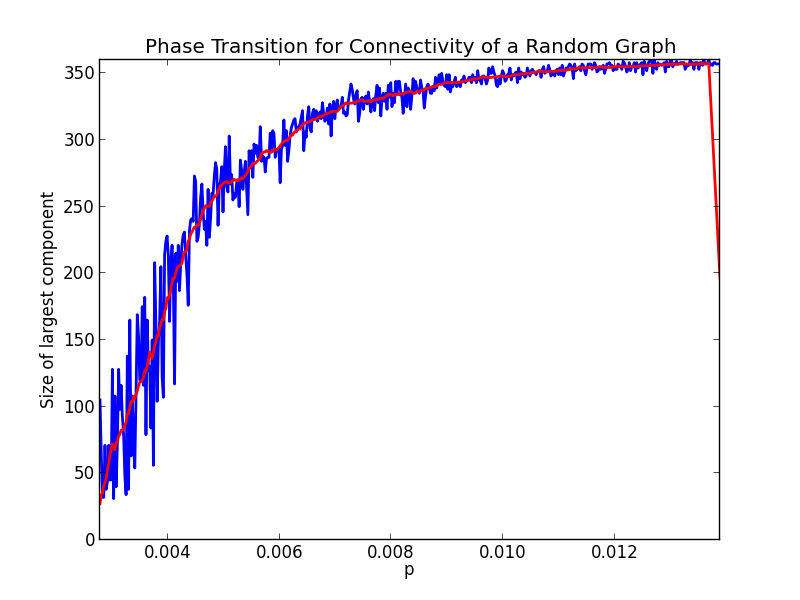 Phase Transition for Connectivity of a Random Graph
350
300
250
200
150
100
50
0
Size of largest component
0.004 0.006 0.008 0.010 0.012
p